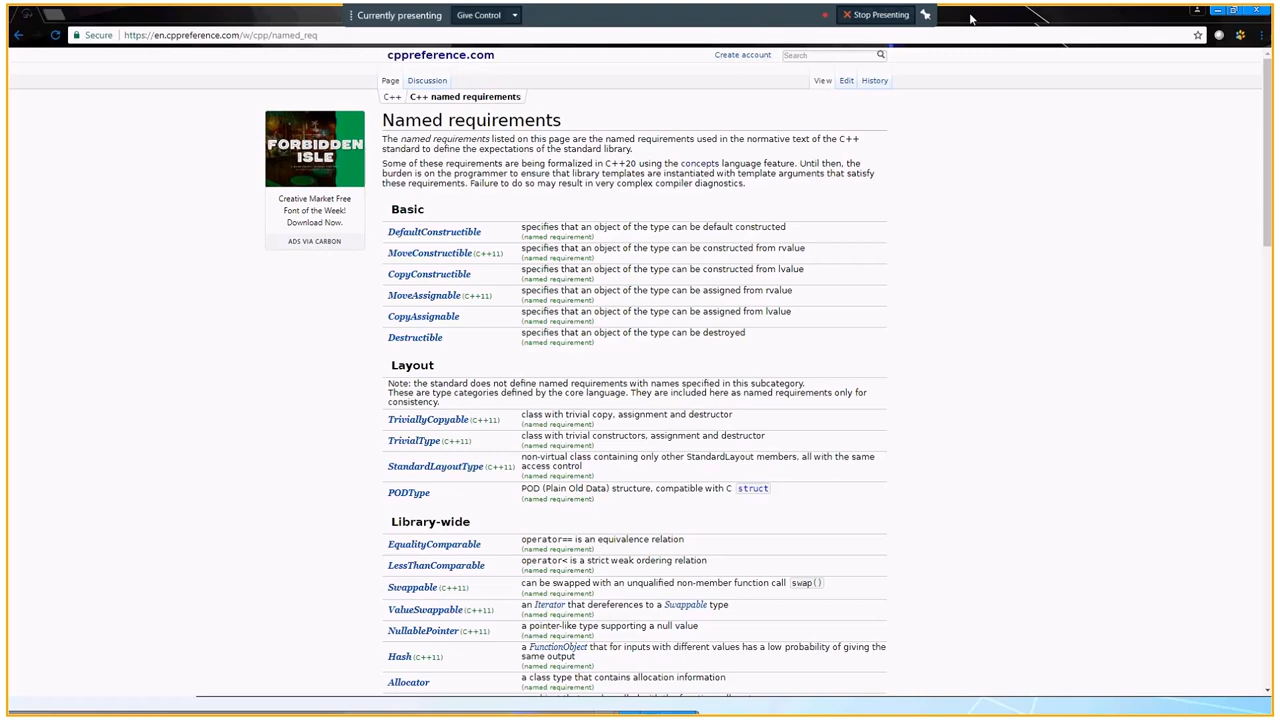 Currently presenting
Give Control
Stop Presenting
Secure
https://en.cppreference.com/w/cpp/named_req
cppreference.com
Create account
Search
Page
Discussion
View
Edit
History
C++
C++ named requirements
Named requirements
The named requirements listed on this page are the named requirements used in the normative text of the C++
standard to define the expectations of the standard library.
Some of these requirements are being formalized in C++20 using the concepts language feature. Until then, the
burden is on the programmer to ensure that library templates are instantiated with template arguments that satisfy
these requirements. Failure to do so may result in very complex compiler diagnostics.
FORBIDDEN
ISLE
Creative Market Free
Font of the Week!
Download Now.
ADS VIA CARBON
Basic
DefaultConstructible
specifies that an object of the type can be default constructed
(named requirement)
MoveConstructible (C++11)
specifies that an object of the type can be constructed from rvalue
(named requirement)
CopyConstructible
specifies that an object of the type can be constructed from lvalue
(named requirement)
MoveAssignable (C++11)
specifies that an object of the type can be assigned from rvalue
(named requirement)
CopyAssignable
specifies that an object of the type can be assigned from lvalue
(named requirement)
Destructible
specifies that an object of the type can be destroyed
(named requirement)
Layout
Note: the standard does not define named requirements with names specified in this subcategory.
These are type categories defined by the core language. They are included here as named requirements only for
consistency.
TriviallyCopyable (C++11)
class with trivial copy, assignment and destructor
(named requirement)
TrivialType (C++11)
class with trivial constructors, assignment and destructor
(named requirement)
StandardLayoutType (C++11)
non-virtual class containing only other StandardLayout members, all with the same
access control
(named requirement)
PODType
POD (Plain Old Data) structure, compatible with C struct
(named requirement)
Library-wide
EqualityComparable
operator== is an equivalence relation
(named requirement)
LessThanComparable
operator< is a strict weak ordering relation
(named requirement)
Swappable (C++11)
can be swapped with an unqualified non-member function call swap()
(named requirement)
ValueSwappable (C++11)
an Iterator that dereferences to a Swappable type
(named requirement)
NullablePointer (C++11)
a pointer-like type supporting a null value
(named requirement)
Hash (C++11)
a FunctionObject that for inputs with different values has a low probability of giving the
same output
(named requirement)
Allocator
a class type that contains allocation information
(named requirement)